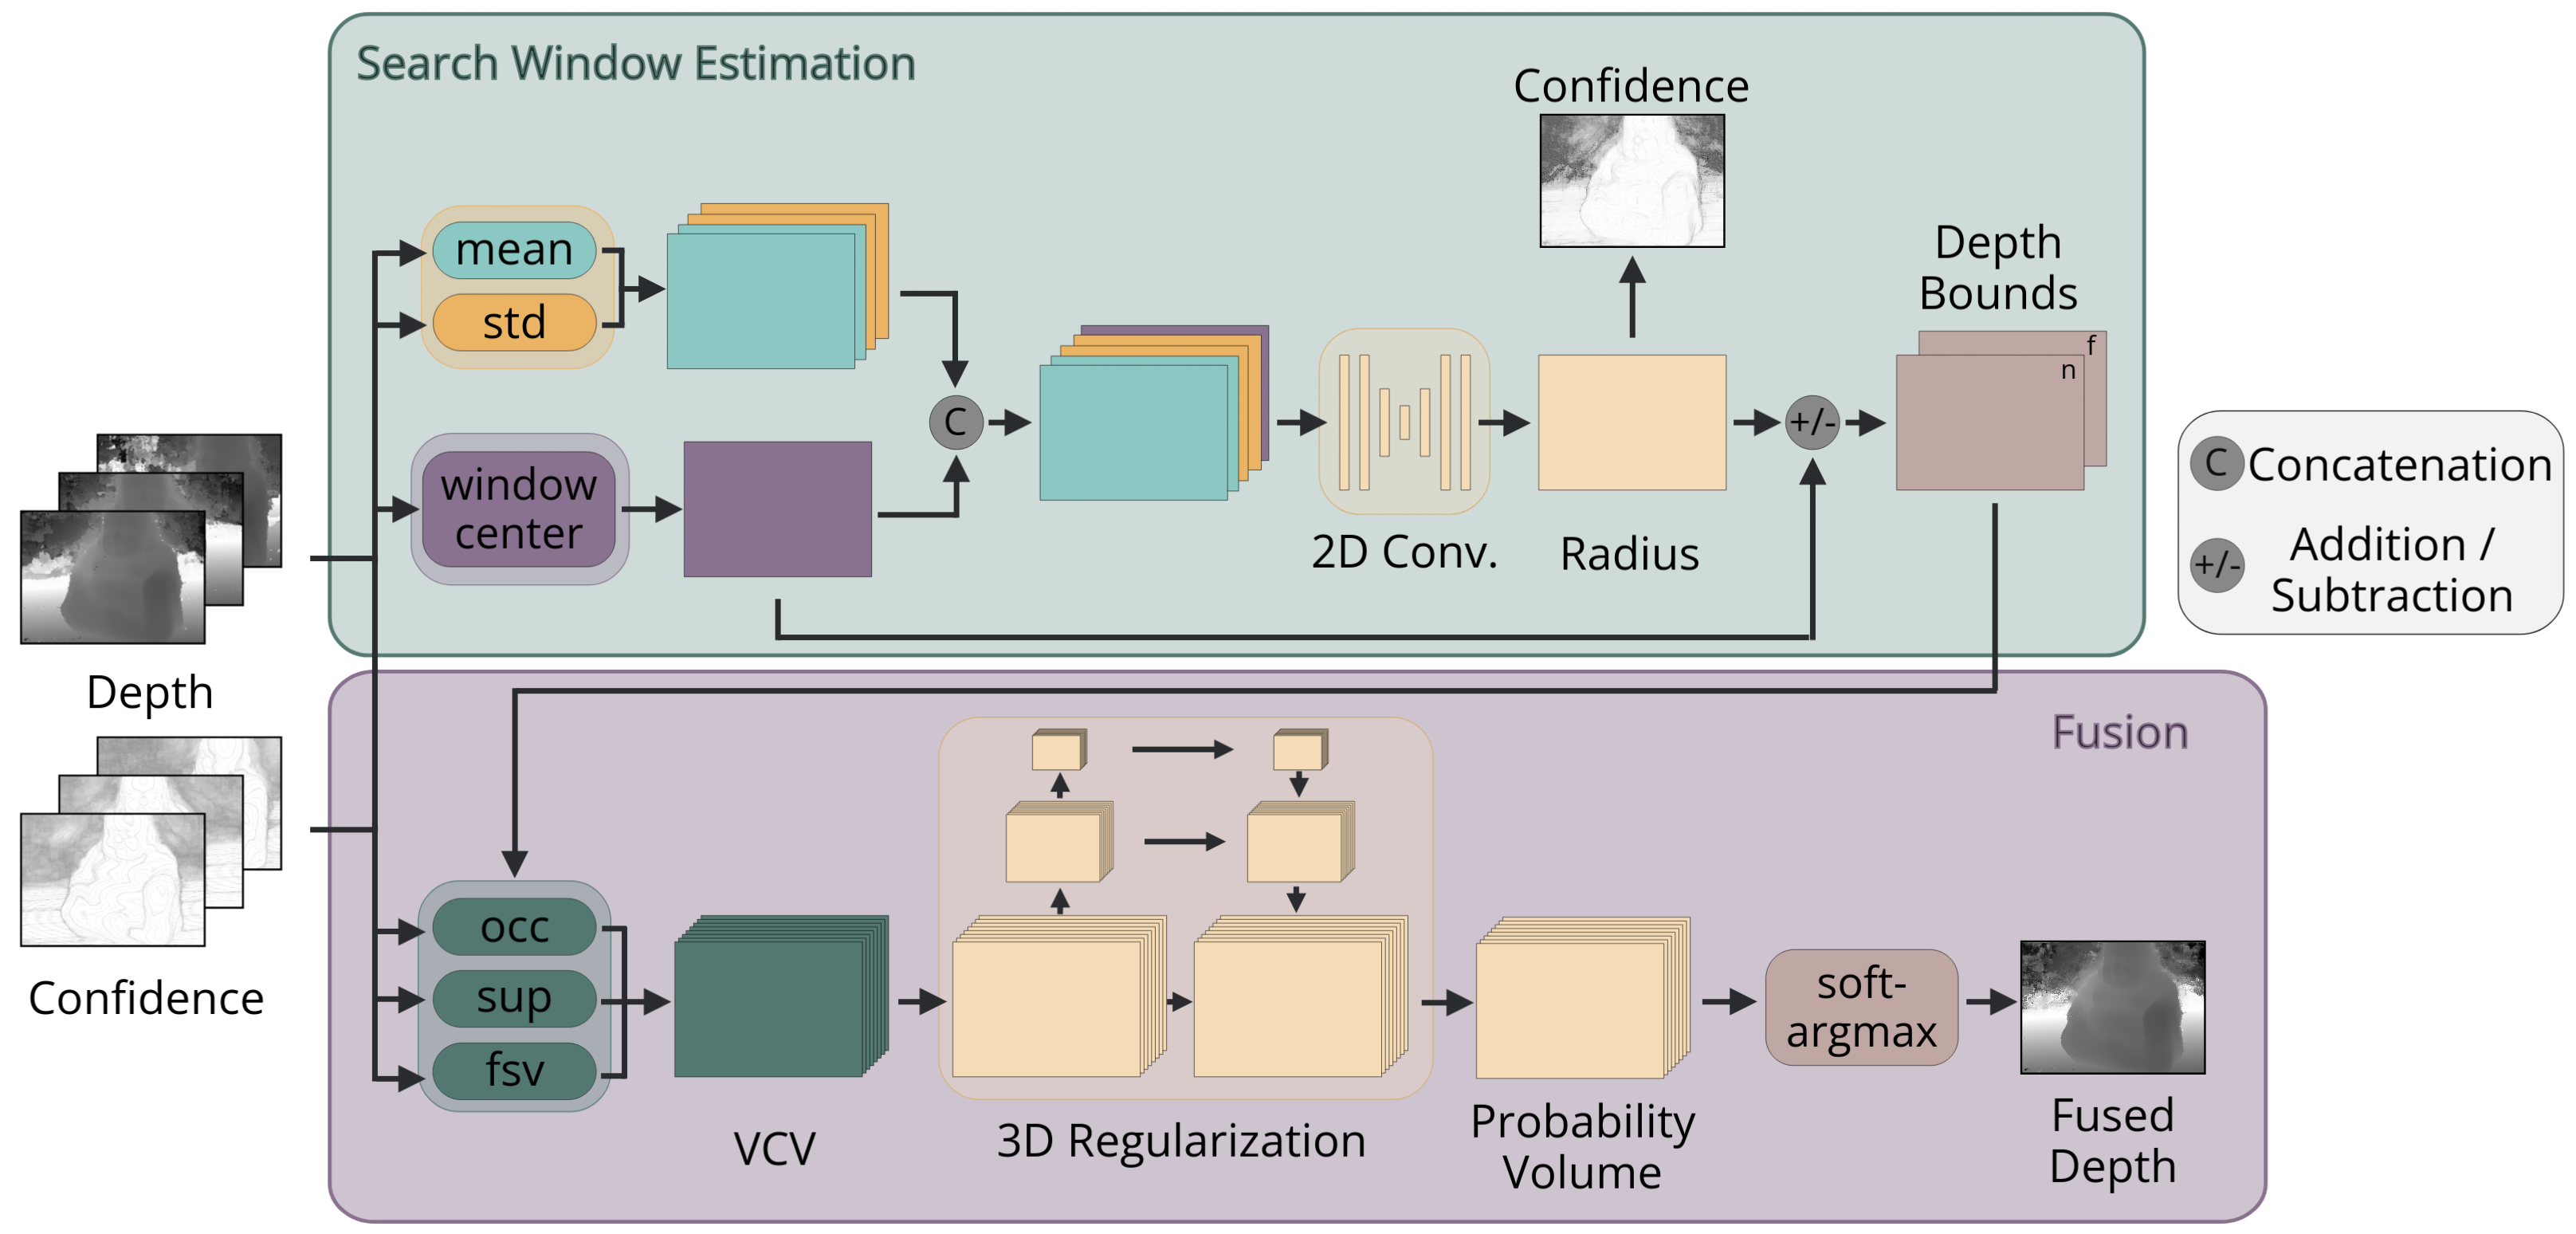 Search Window Estimation
Confidence
mean
std
Depth
Bounds
f
n
C
+/-
window
center
2D Conv.
Radius
C Concatenation
+/- Addition /
Subtraction
Depth
Fusion
Confidence
occ
sup
fsv
VCV
3D Regularization
Probability
Volume
soft-
argmax
Fused
Depth